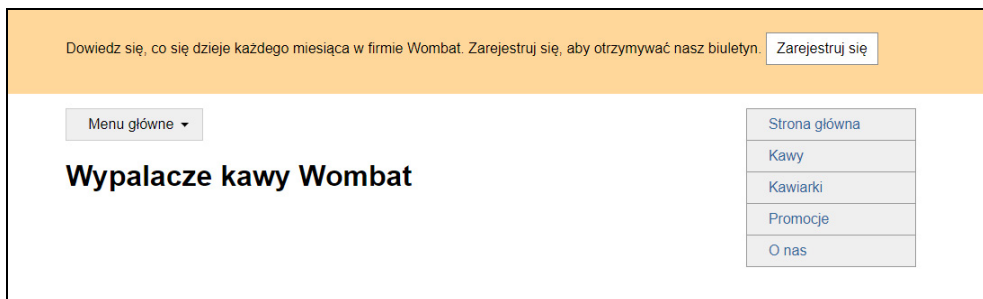 Dowiedz się, co się dzieje każdego miesiąca w firmie Wombat. Zarejestruj się, aby otrzymywać nasz biuletyn. Zarejestruj się
Menu główne
Wypalacze kawy Wombat
Strona główna
Kawy
Kawiarki
Promocje
O nas